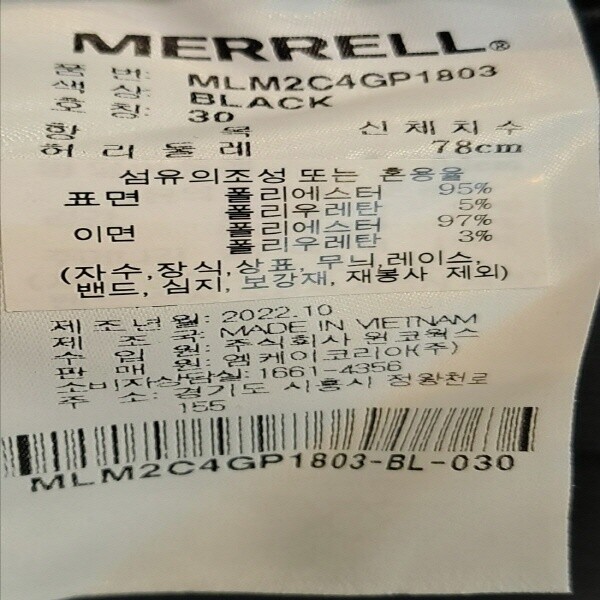 MERRELL®
품 번: MLM2C4GP1803
색 상: BLACK
호 칭: 30
항 목 신체치수
허리둘레 78cm
섬유의조성 또는 혼용율
표면 폴리에스터 95%
폴리우레탄 5%
이면 폴리에스터 97%
폴리우레탄 3%
(자수,장식,상표, 무늬,레이스,
밴드, 심지, 보강재, 재봉사 제외)
제조년월: 2022.10
제 조 국: MADE IN VIETNAM
수 입 원: 주식회사 원코웍스
판 매 원: 엠케이코리아(주)
소비자상담실:1661-4356
주 소: 경기도 시흥시 정왕천로
155
MLM2C4GP1803-BL-030